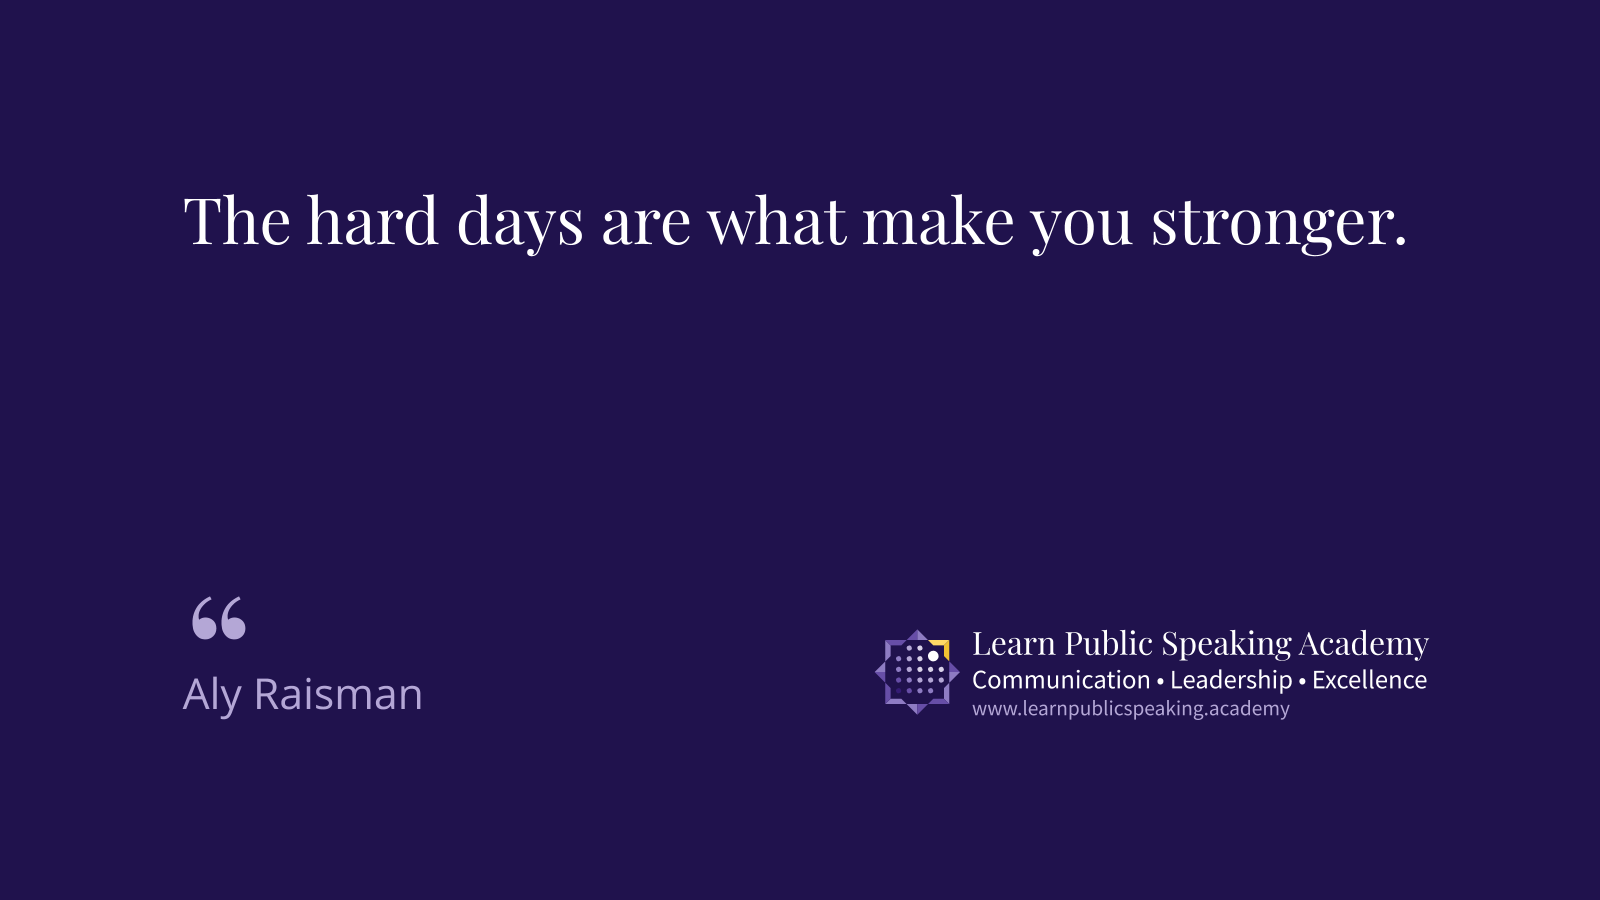 The hard days are what make you stronger.
“
Aly Raisman
Learn Public Speaking Academy
Communication • Leadership • Excellence
www.learnpublicspeaking.academy